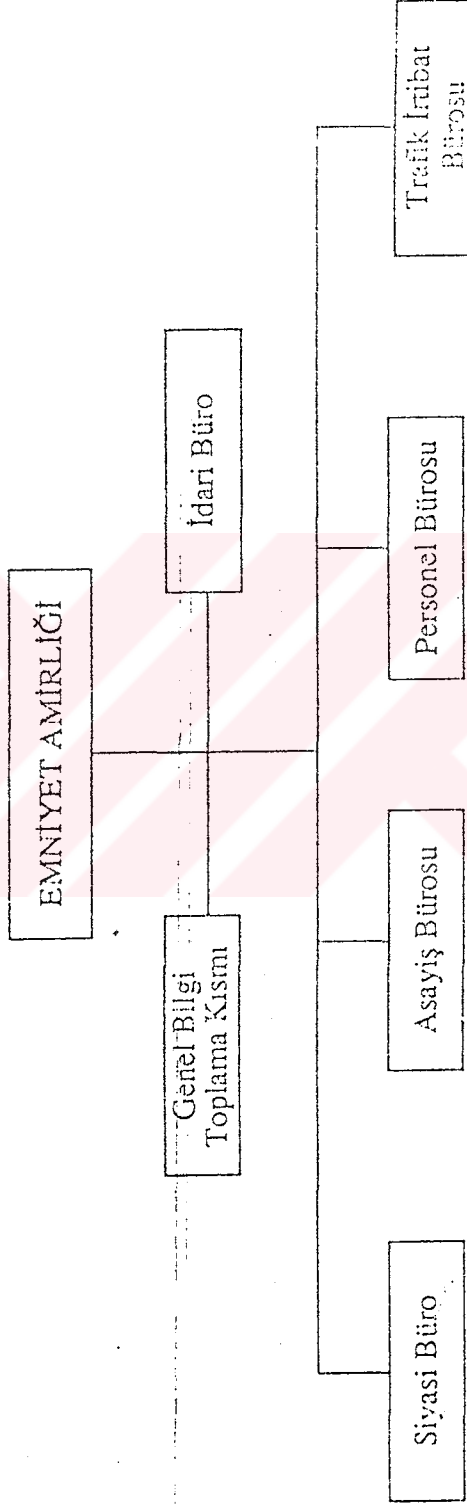 EMNİYET AMİRLİĞİ
Genel Bilgi
Toplama Kısmı
İdari Büro
Siyasi Büro
Asayiş Bürosu
Personel Bürosu
Trafik İrtibat
Bürosu